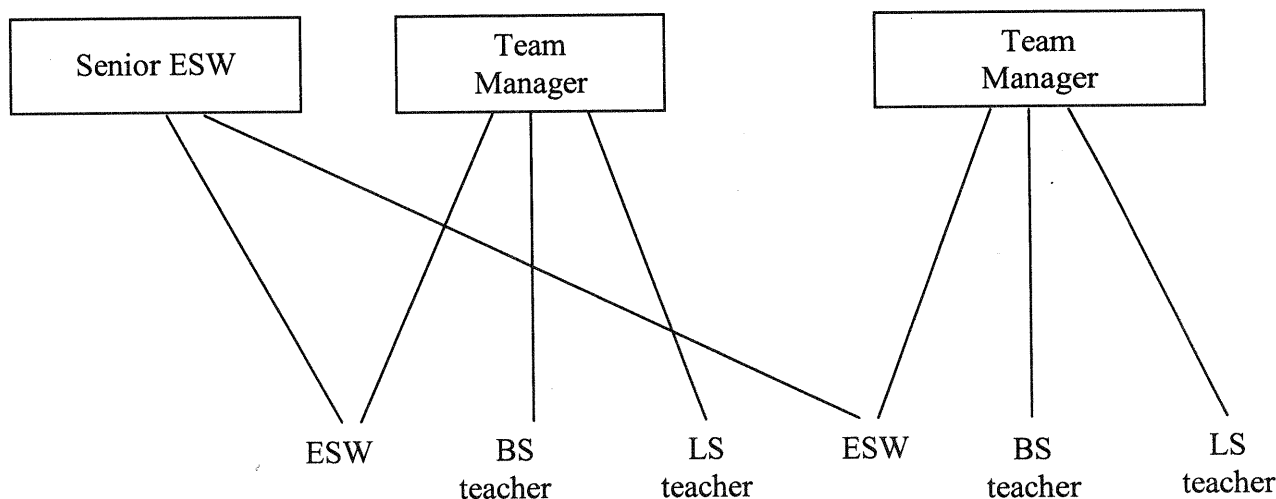 Senior ESW
Team
Manager
Team
Manager
ESW
BS
teacher
LS
teacher
ESW
BS
teacher
LS
teacher